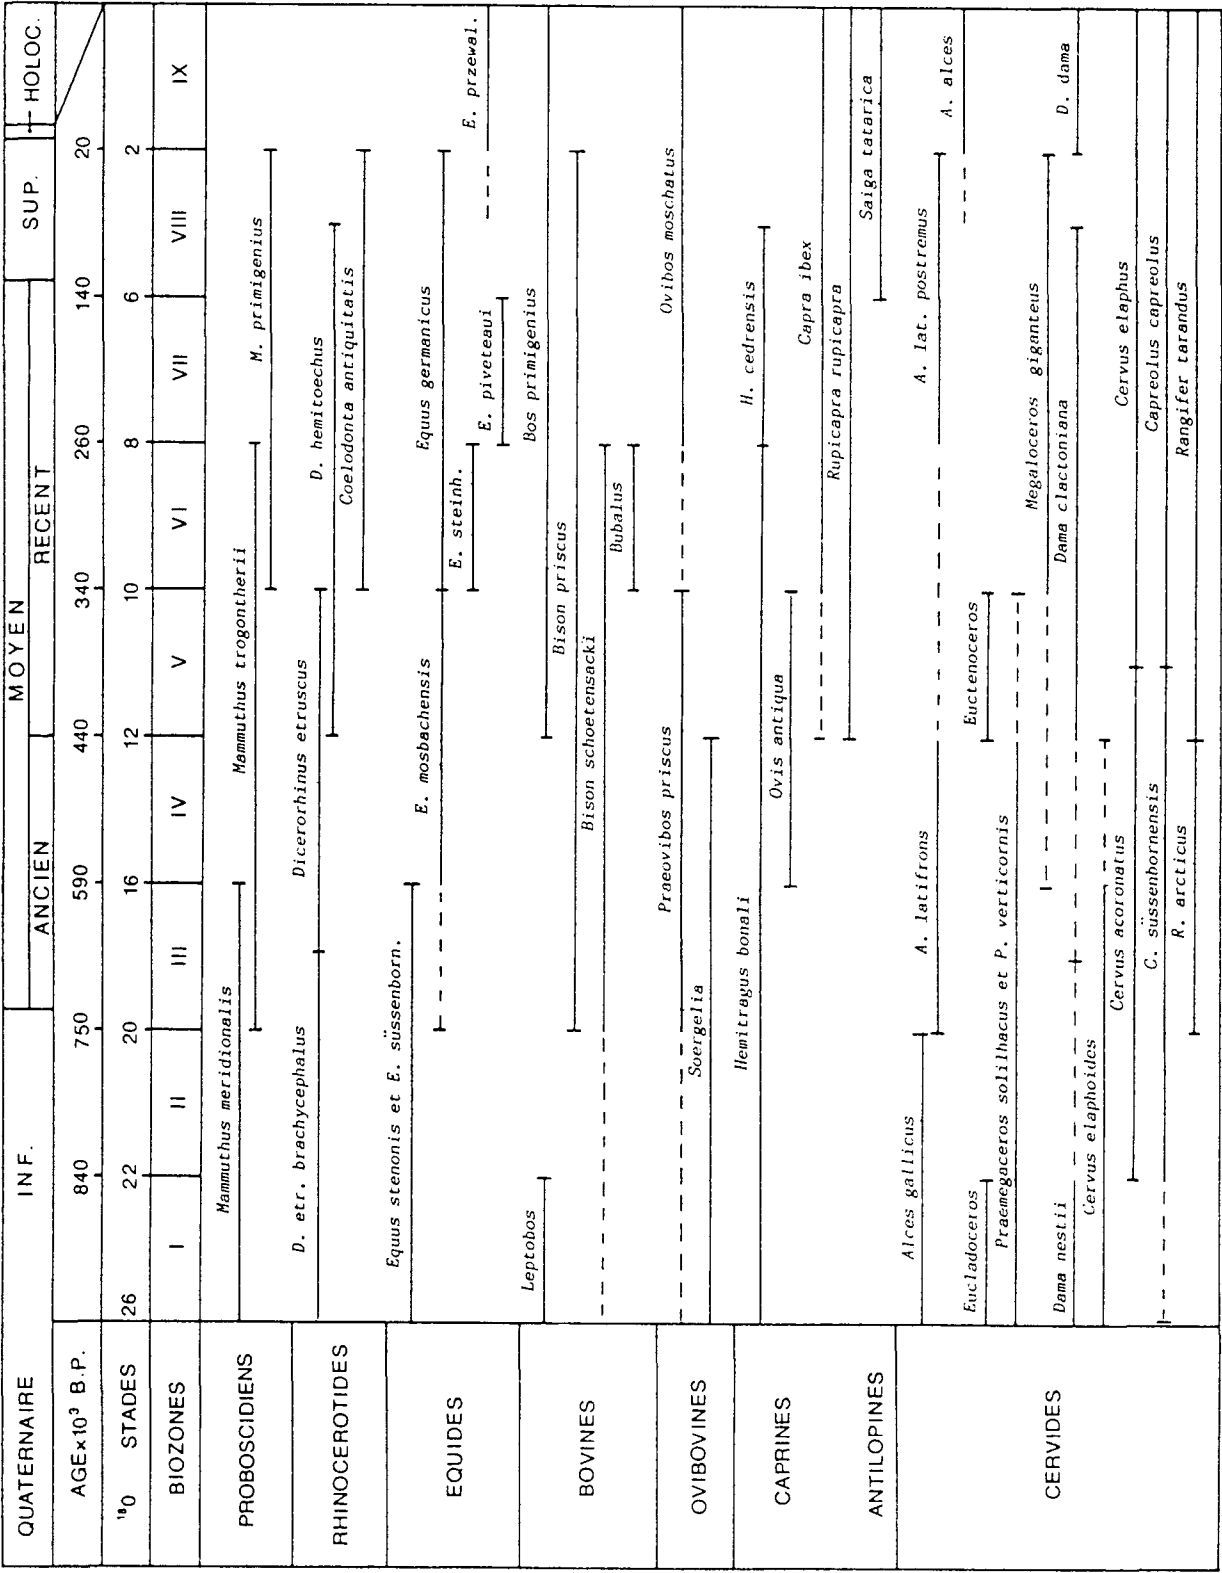 QUATERNAIRE
INF.
MOYEN
ANCIEN
RECENT
SUP.
HOLOC.
AGEx10³ B.P.
840
750
590
440
340
260
140
20
¹⁸O STADES
26
22
20
16
12
10
8
6
2
BIOZONES
I
II
III
IV
V
VI
VII
VIII
IX
PROBOSCIDIENS
Mammuthus meridionalis
Mammuthus trogontherii
M. primigenius
RHINOCEROTIDES
D. etr. brachycephalus
Dicerorhinus etruscus
D. hemitoechus
Coelodonta antiquitatis
EQUIDES
Equus stenonis et E. süssenborn.
E. mosbachensis
Equus germanicus
E. steinh.
E. piveteaui
E. przewal.
BOVINES
Leptobos
Bos primigenius
Bison priscus
Bison schoetensacki
Bubalus
OVIBOVINES
Praeovibos priscus
Ovibos moschatus
Soergelia
CAPRINES
Hemitragus bonali
H. cedrensis
Ovis antiqua
Capra ibex
Rupicapra rupicapra
ANTILOPINES
Saiga tatarica
CERVIDES
Alces gallicus
A. latifrons
A. lat. postremus
A. alces
Eucladoceros
Euctenoceros
Praemegaceros solilhacus et P. verticornis
Megaloceros giganteus
Dama nestii
Dama clactoniana
D. dama
Cervus elaphoides
Cervus acoronatus
Cervus elaphus
C. süssenbornensis
Capreolus capreolus
R. arcticus
Rangifer tarandus